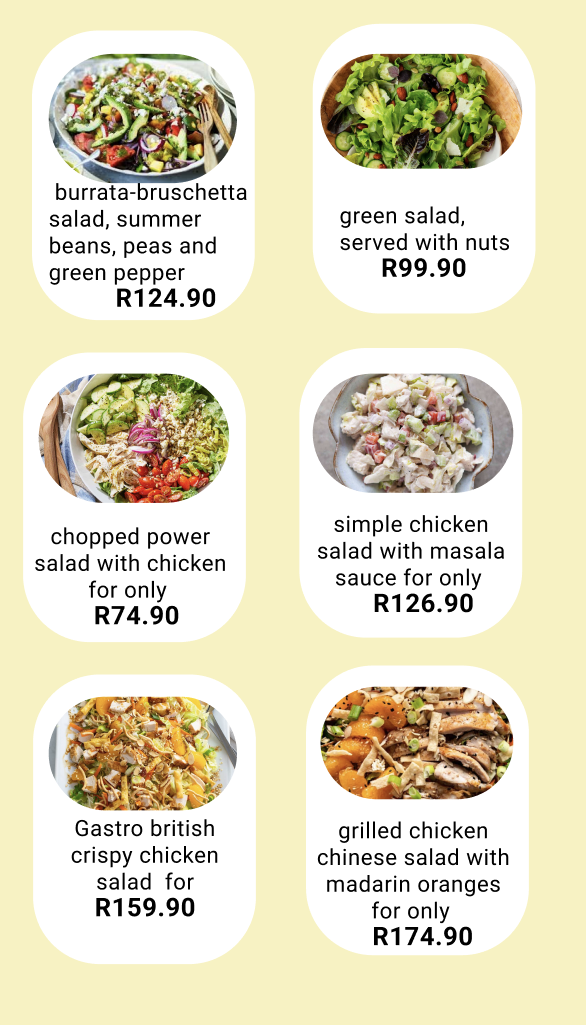 burrata-bruschetta
salad, summer
beans, peas and
green pepper
R124.90
green salad,
served with nuts
R99.90
chopped power
salad with chicken
for only
R74.90
simple chicken
salad with masala
sauce for only
R126.90
Gastro british
crispy chicken
salad for
R159.90
grilled chicken
chinese salad with
madarin oranges
for only
R174.90